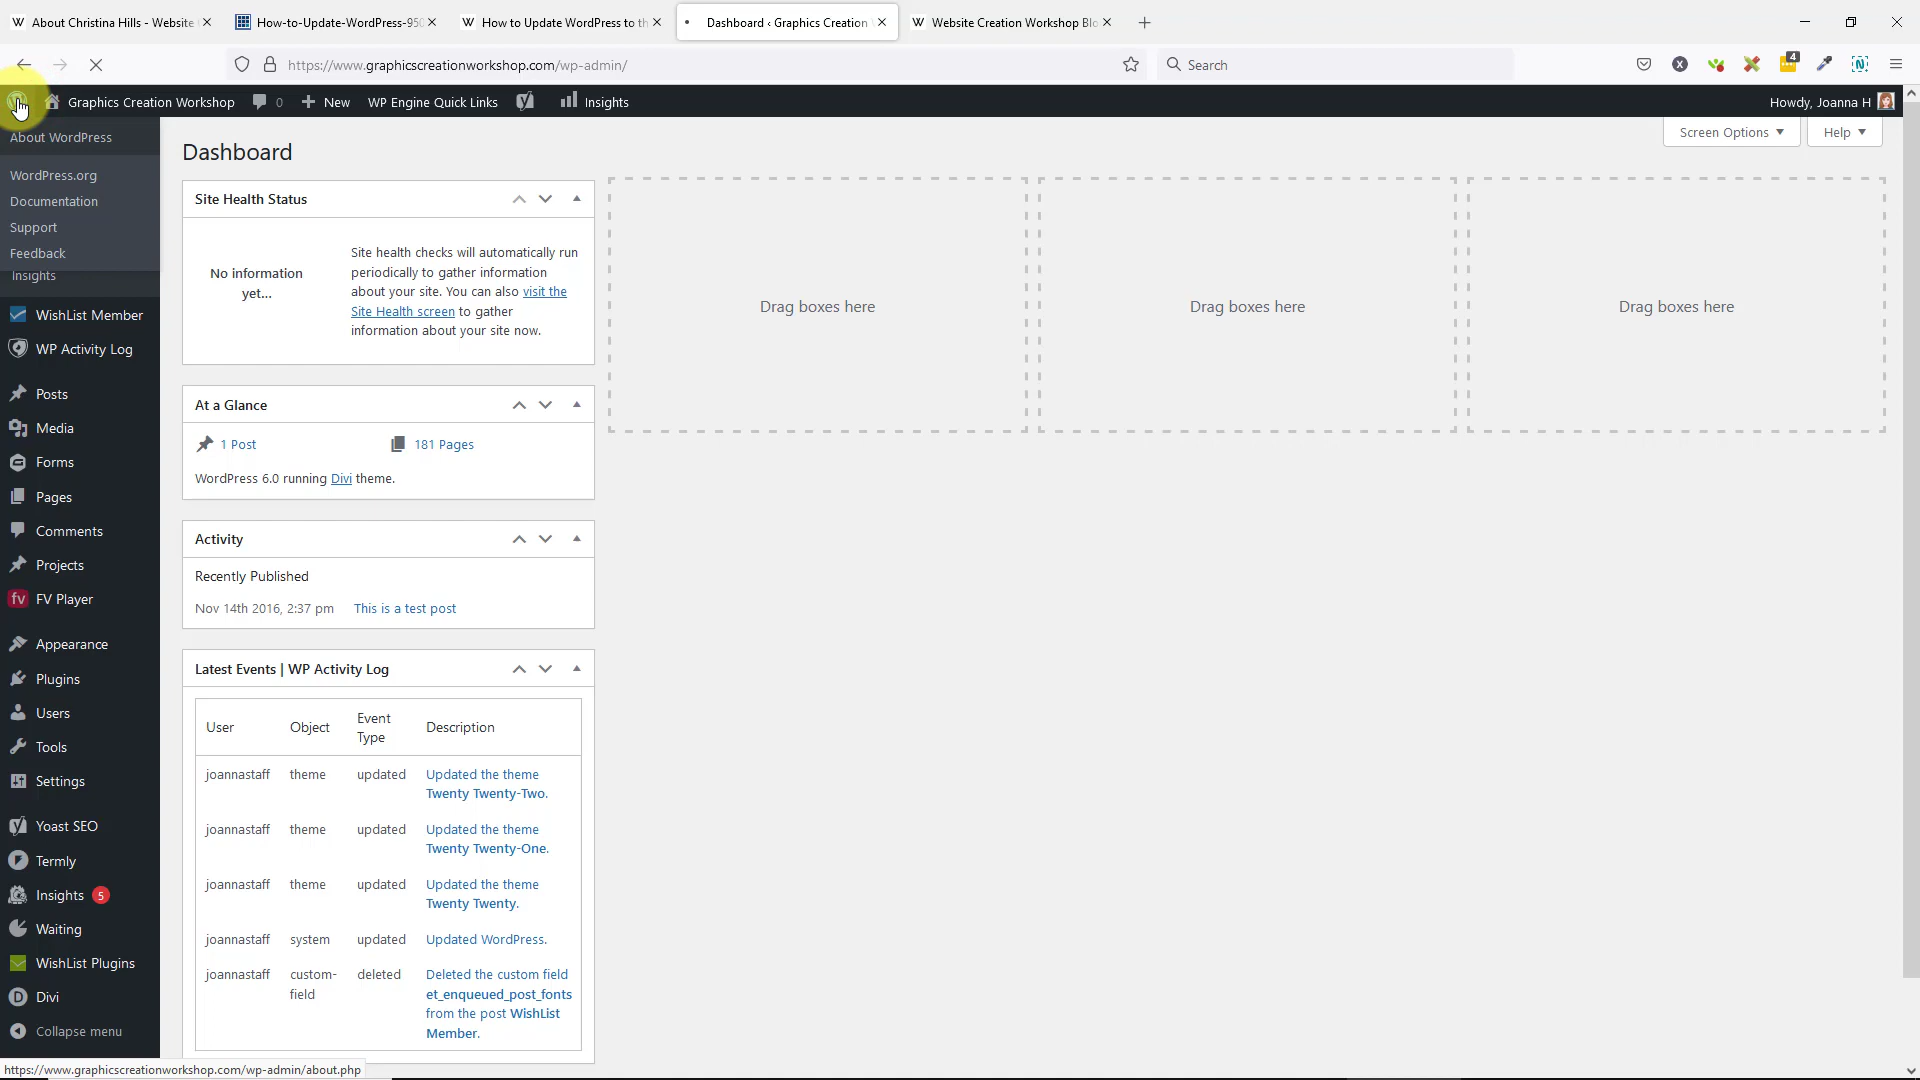 About Christina Hills - Website
How-to-Update-WordPress-950
How to Update WordPress to th
Dashboard ‹ Graphics Creation
Website Creation Workshop Blo
https://www.graphicscreationworkshop.com/wp-admin/
Search
4
Graphics Creation Workshop
0
New
WP Engine Quick Links
Insights
Howdy, Joanna H
About WordPress
WordPress.org
Documentation
Support
Feedback
Insights
WishList Member
WP Activity Log
Posts
Media
Forms
Pages
Comments
Projects
FV Player
Appearance
Plugins
Users
Tools
Settings
Yoast SEO
Termly
Insights 5
Waiting
WishList Plugins
Divi
Collapse menu
Screen Options
Help
Dashboard
Site Health Status
No information
yet...
Site health checks will automatically run
periodically to gather information
about your site. You can also visit the
Site Health screen to gather
information about your site now.
At a Glance
1 Post
181 Pages
WordPress 6.0 running Divi theme.
Activity
Recently Published
Nov 14th 2016, 2:37 pm This is a test post
Latest Events | WP Activity Log
User Object Event Type Description
joannastaff theme updated Updated the theme
Twenty Twenty-Two.
joannastaff theme updated Updated the theme
Twenty Twenty-One.
joannastaff theme updated Updated the theme
Twenty Twenty.
joannastaff system updated Updated WordPress.
joannastaff custom-field deleted Deleted the custom field
et_enqueued_post_fonts
from the post WishList
Member.
Drag boxes here
Drag boxes here
Drag boxes here
https://www.graphicscreationworkshop.com/wp-admin/about.php